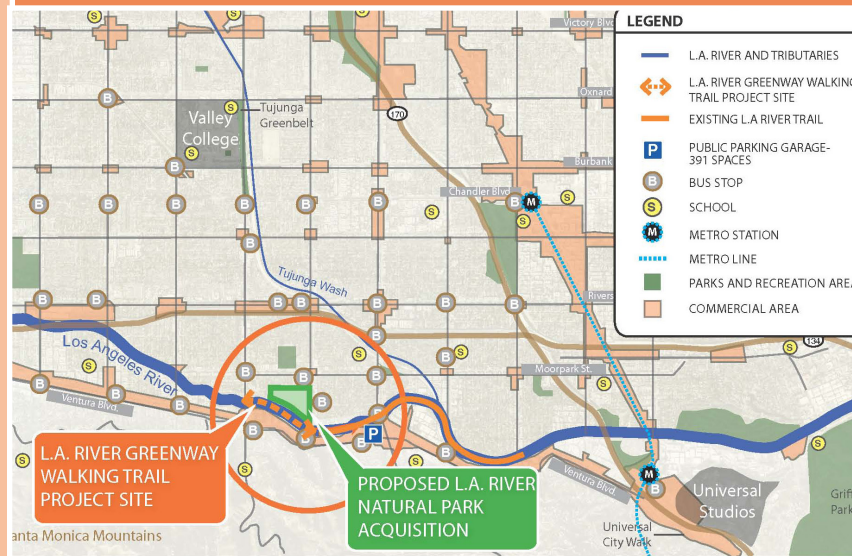 Victory Blvd
LEGEND
L.A. RIVER AND TRIBUTARIES
L.A. RIVER GREENWAY WALKING
TRAIL PROJECT SITE
EXISTING L.A RIVER TRAIL
P
PUBLIC PARKING GARAGE-
391 SPACES
B
BUS STOP
S
SCHOOL
M
METRO STATION
METRO LINE
PARKS AND RECREATION AREA
COMMERCIAL AREA
Oxnard
Valley
College
Tujunga
Greenbelt
170
Burbank
Chandler Blvd
M
Tujunga Wash
Rivers
134
Los Angeles River
Moorpark St.
Ventura Blvd.
P
L.A. RIVER GREENWAY
WALKING TRAIL
PROJECT SITE
PROPOSED L.A. RIVER
NATURAL PARK
ACQUISITION
Ventura Blvd.
M
Universal
Studios
Universal
City Walk
Griff
Park
anta Monica Mountains